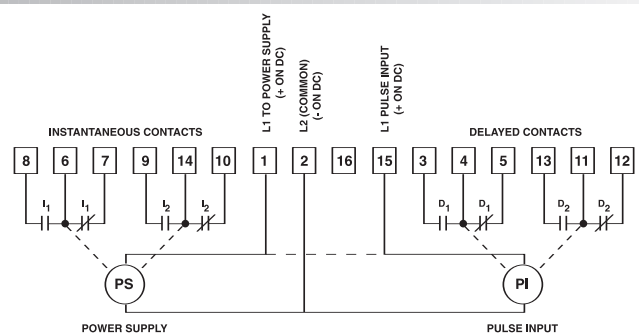 L1 TO POWER SUPPLY
(+ ON DC)
L2 (COMMON)
(- ON DC)
L1 PULSE INPUT
(+ ON DC)
INSTANTANEOUS CONTACTS
DELAYED CONTACTS
8 6 7 9 14 10 1 2 16 15 3 4 5 13 11 12
I1 I1 I2 I2 D1 D1 D2 D2
PS PI
POWER SUPPLY PULSE INPUT